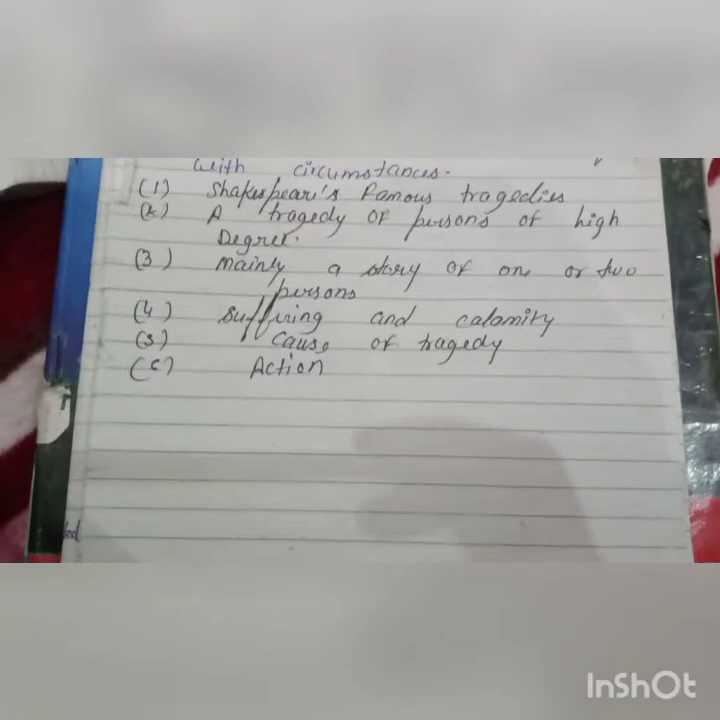 with circumstances.
(1) Shakespeare's Famous tragedies
(2) A tragedy of persons of high
Degree.
(3) mainly a story of one or two
persons
(4) suffering and calamity
(5) Cause of tragedy
(6) Action
InShOt